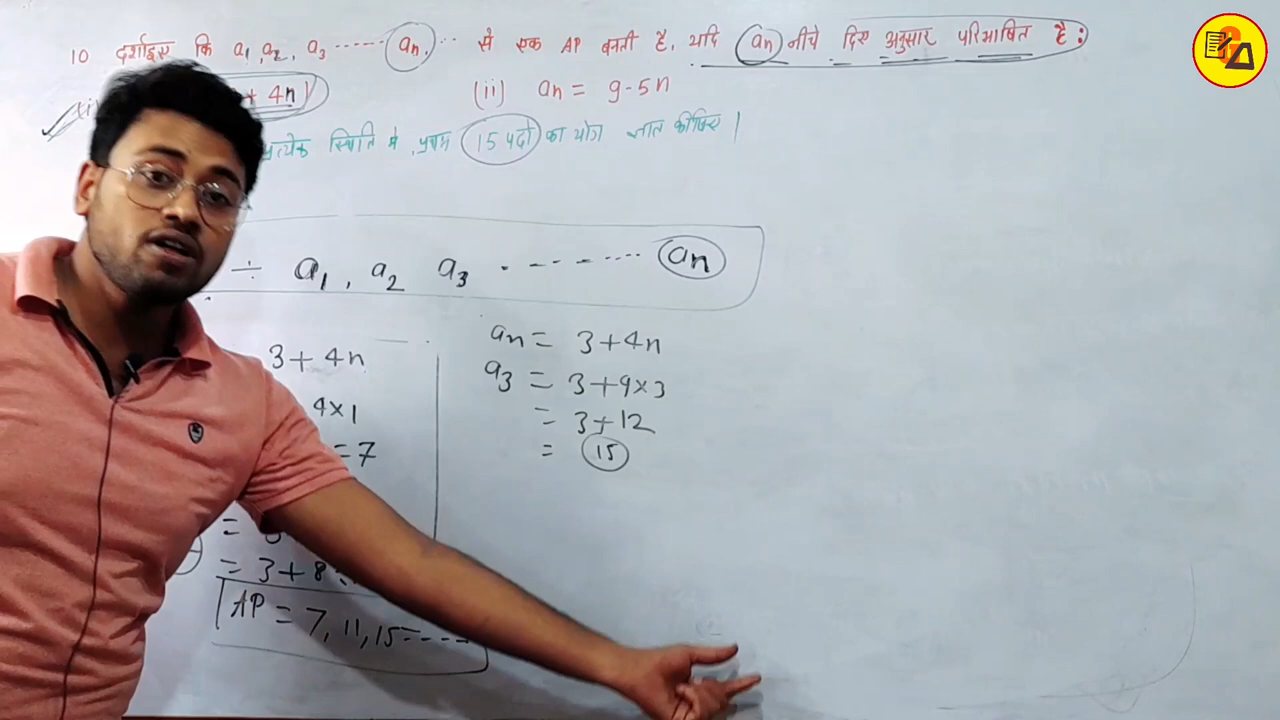 10 दर्शाइए कि a₁, a₂, a₃ ...... aₙ. .. से एक AP बनती है, यदि aₙ नीचे दिए अनुसार परिभाषित है:
+ 4n (ii) aₙ = 9-5n
प्रत्येक स्थिति में, प्रथम 15 पदों का योग ज्ञात कीजिए।
÷ a₁, a₂ a₃ ........... aₙ
3 + 4n
4×1
= 7
= 3 + 8
AP = 7, 11, 15 ----
aₙ = 3 + 4n
a₃ = 3 + 4×3
= 3 + 12
= 15